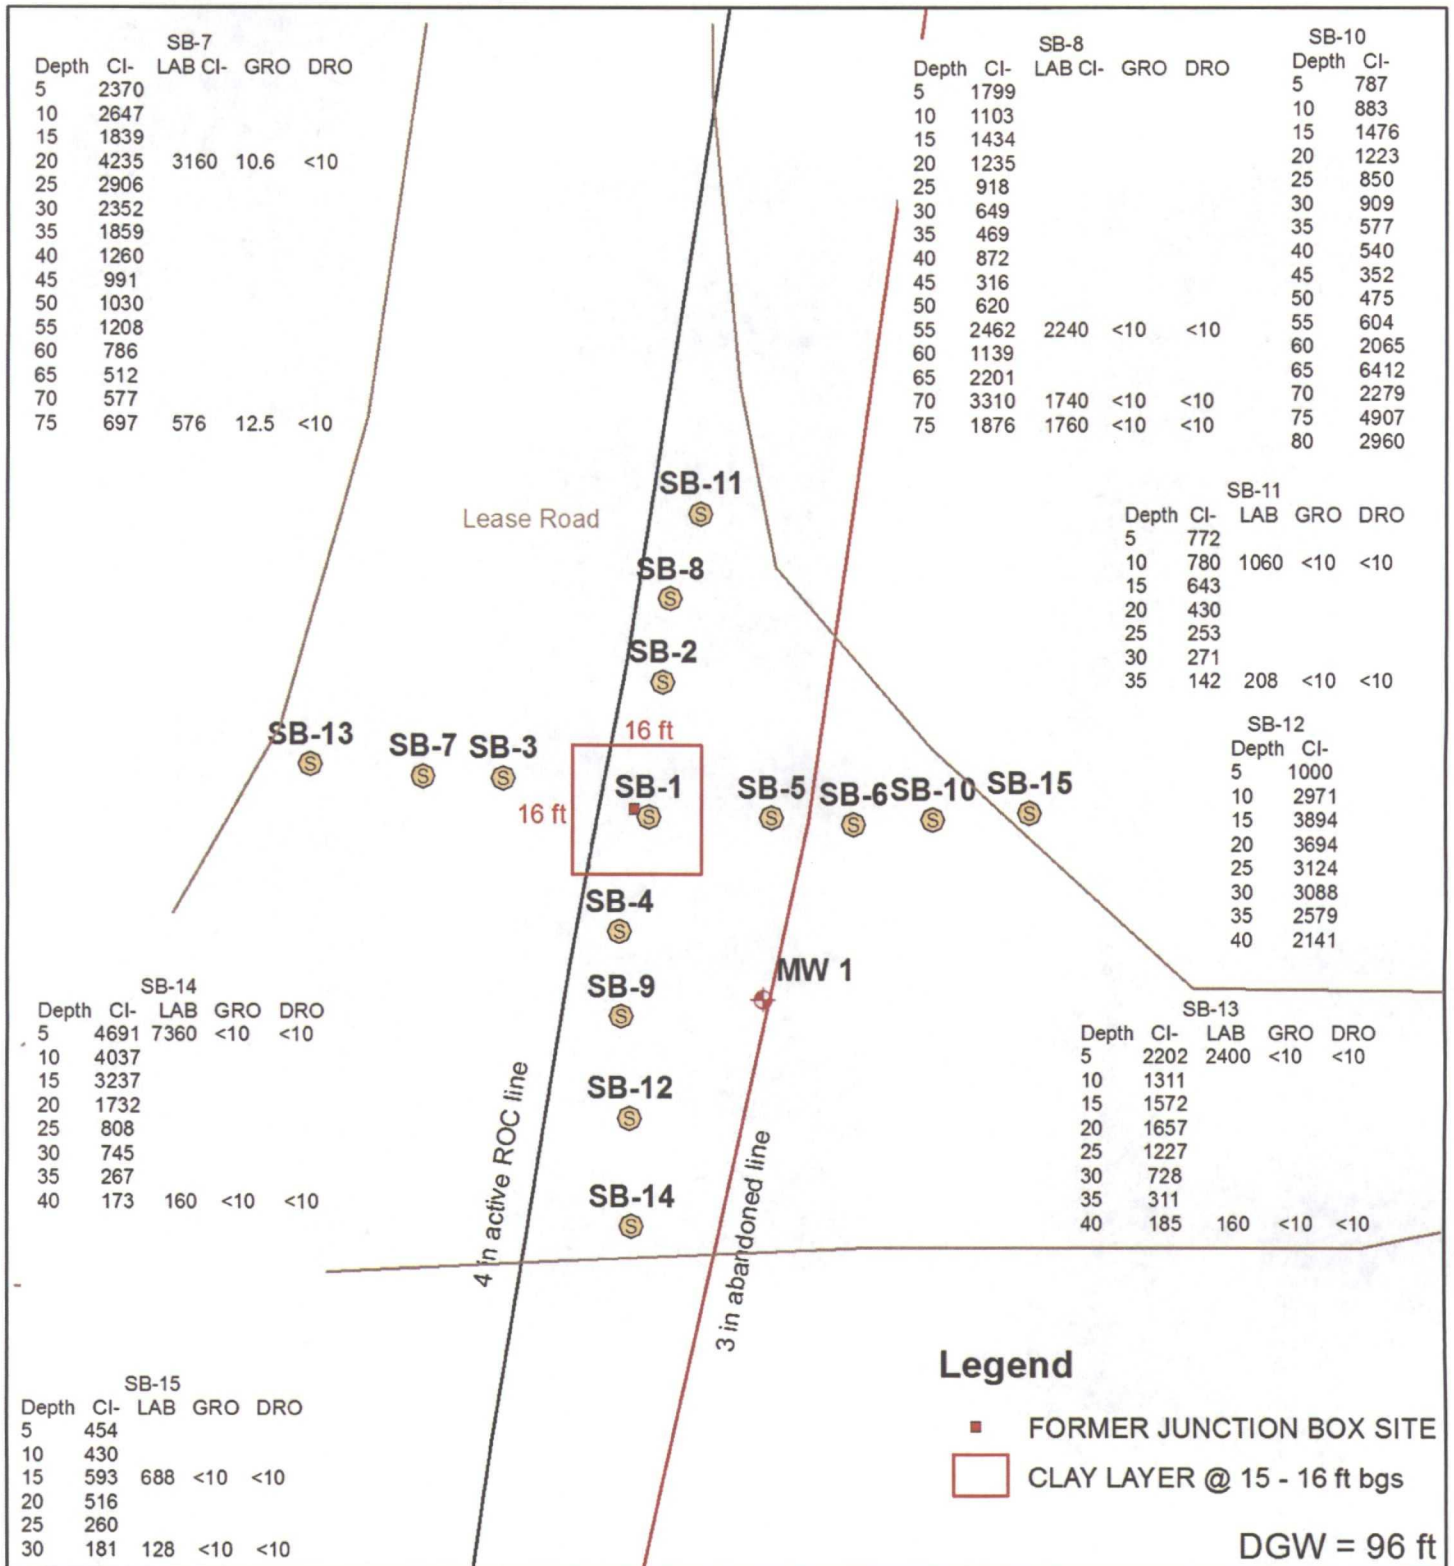 SB-7
Depth Cl- LAB Cl- GRO DRO
5 2370
10 2647
15 1839
20 4235 3160 10.6 <10
25 2906
30 2352
35 1859
40 1260
45 991
50 1030
55 1208
60 786
65 512
70 577
75 697 576 12.5 <10
SB-8
Depth Cl- LAB Cl- GRO DRO
5 1799
10 1103
15 1434
20 1235
25 918
30 649
35 469
40 872
45 316
50 620
55 2462 2240 <10 <10
60 1139
65 2201
70 3310 1740 <10 <10
75 1876 1760 <10 <10
SB-10
Depth Cl-
5 787
10 883
15 1476
20 1223
25 850
30 909
35 577
40 540
45 352
50 475
55 604
60 2065
65 6412
70 2279
75 4907
80 2960
SB-11
Depth Cl- LAB GRO DRO
5 772
10 780 1060 <10 <10
15 643
20 430
25 253
30 271
35 142 208 <10 <10
SB-12
Depth Cl-
5 1000
10 2971
15 3894
20 3694
25 3124
30 3088
35 2579
40 2141
SB-11
S
Lease Road
SB-8
S
SB-2
S
16 ft
SB-13
S
SB-7
S
SB-3
S
16 ft
SB-1
S
SB-5
S
SB-6
S
SB-10
S
SB-15
S
SB-4
S
SB-9
S
MW 1
SB-12
S
SB-14
S
4 in active ROC line
3 in abandoned line
SB-14
Depth Cl- LAB GRO DRO
5 4691 7360 <10 <10
10 4037
15 3237
20 1732
25 808
30 745
35 267
40 173 160 <10 <10
SB-13
Depth Cl- LAB GRO DRO
5 2202 2400 <10 <10
10 1311
15 1572
20 1657
25 1227
30 728
35 311
40 185 160 <10 <10
SB-15
Depth Cl- LAB GRO DRO
5 454
10 430
15 593 688 <10 <10
20 516
25 260
30 181 128 <10 <10
Legend
FORMER JUNCTION BOX SITE
CLAY LAYER @ 15 - 16 ft bgs
DGW = 96 ft